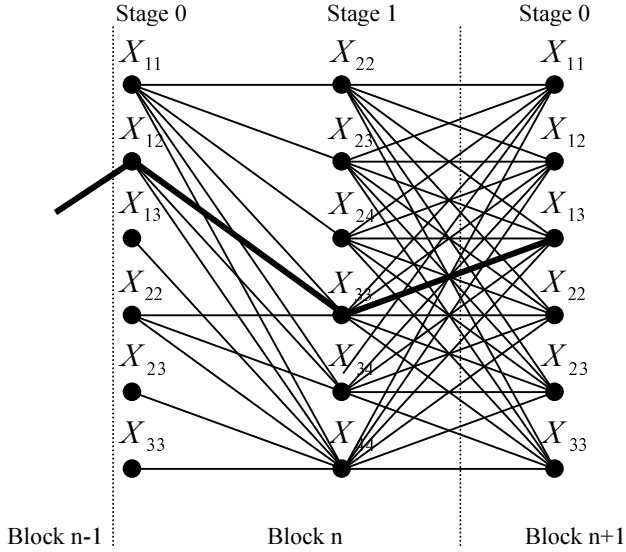 Stage 0 Stage 1 Stage 0
X11 X22 X11
X12 X23 X12
X13 X24 X13
X22 X33 X22
X23 X34 X23
X33 X44 X33
Block n-1 Block n Block n+1